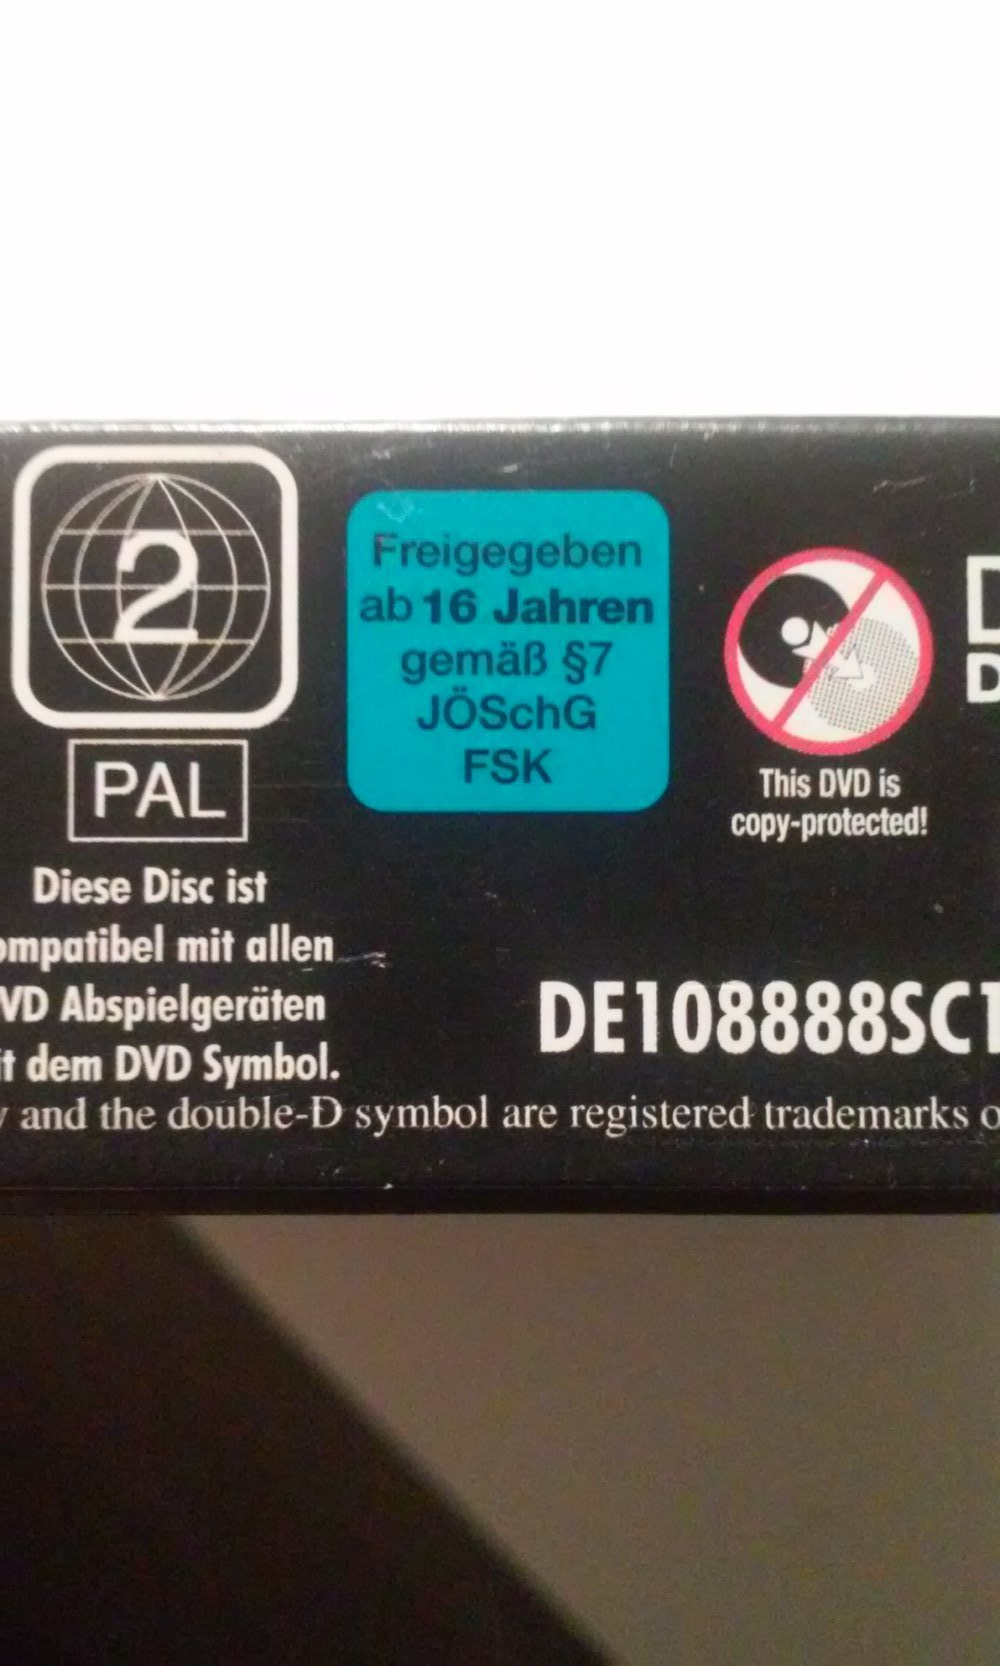 2
PAL
Diese Disc ist
ompatibel mit allen
VD Abspielgeräten
it dem DVD Symbol.
Freigegeben
ab 16 Jahren
gemäß §7
JÖSchG
FSK
This DVD is
copy-protected!
D
DE108888SC1
and the double-D symbol are registered trademarks o